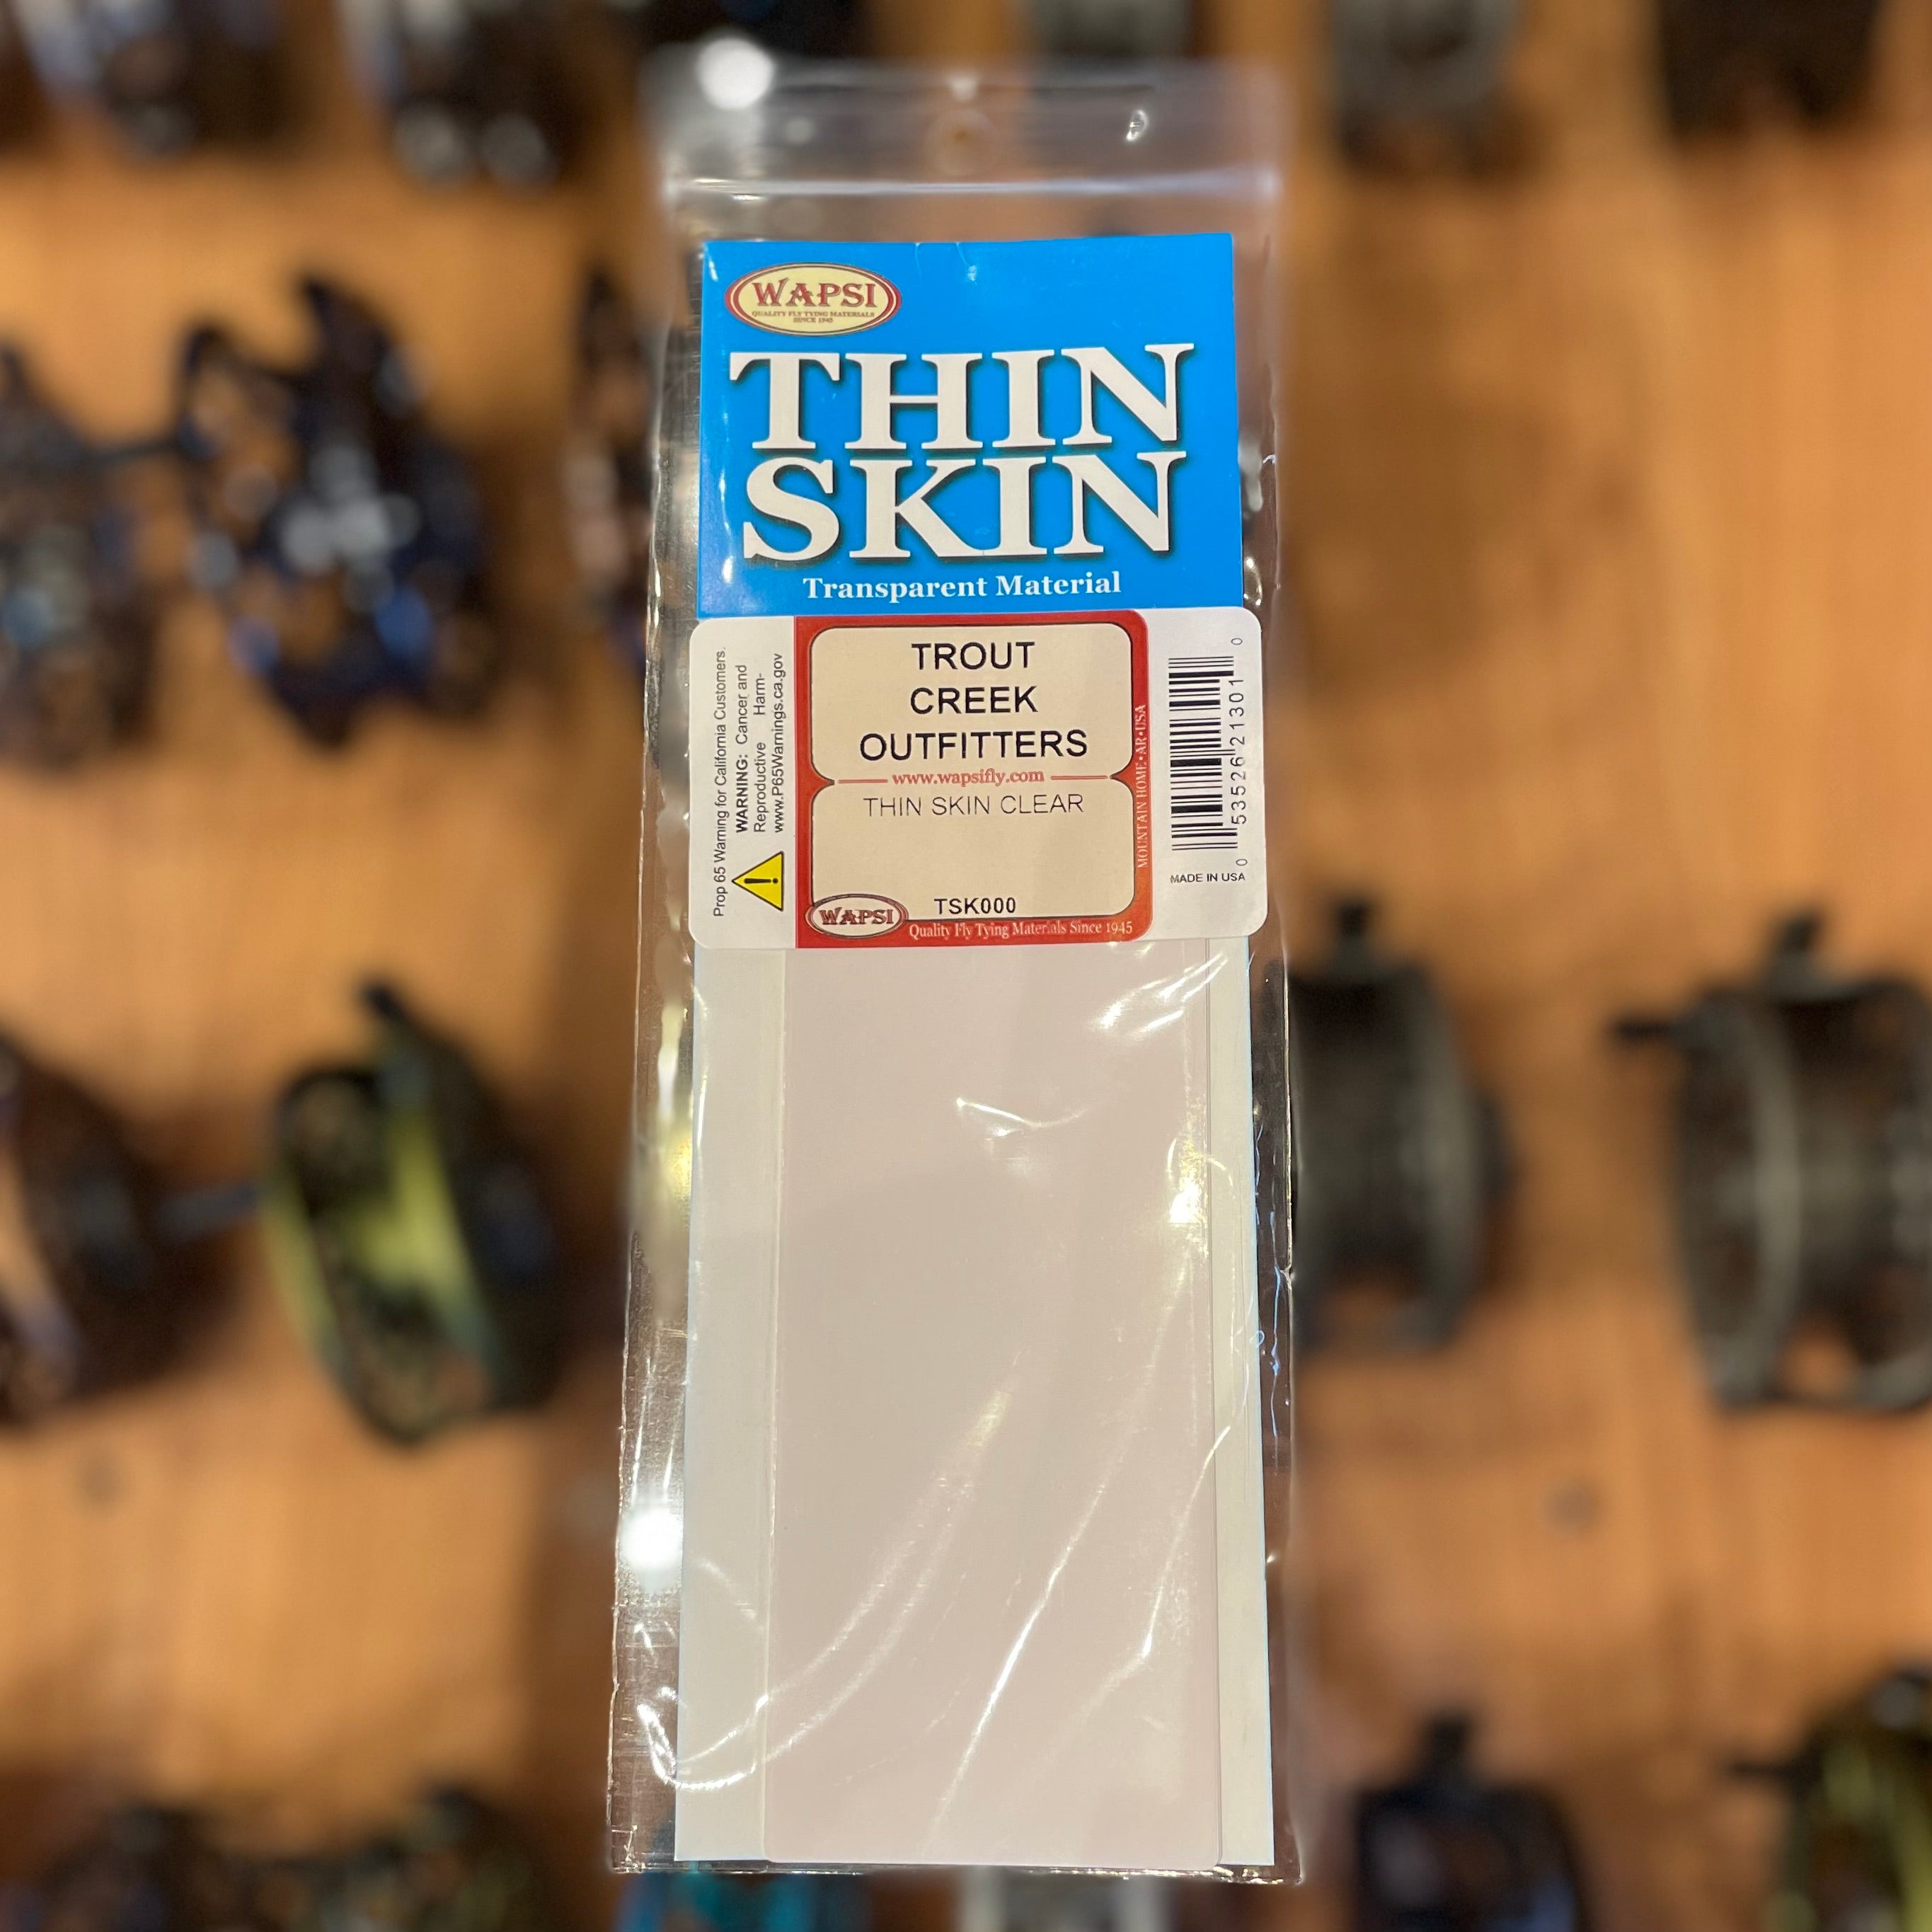 WAPSI
QUALITY FLY TYING MATERIALS
SINCE 1945
THIN
SKIN
Transparent Material
Prop 65 Warning for California Customers.
WARNING: Cancer and
Reproductive Harm-
www.P65Warnings.ca.gov
TROUT
CREEK
OUTFITTERS
www.wapsifly.com
THIN SKIN CLEAR
TSK000
WAPSI
Quality Fly Tying Materials Since 1945
MOUNTAIN HOME•AR•USA
0 53526 21301 0
MADE IN USA